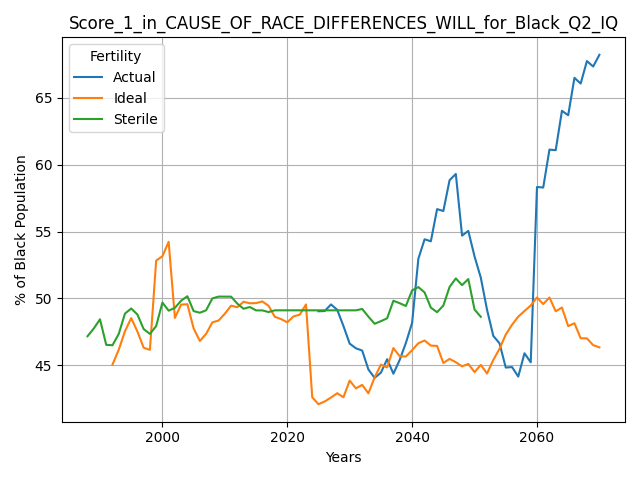 Score_1_in_CAUSE_OF_RACE_DIFFERENCES_WILL_for_Black_Q2_IQ
Fertility
Actual
Ideal
Sterile
% of Black Population
65
60
55
50
45
2000
2020
2040
2060
Years